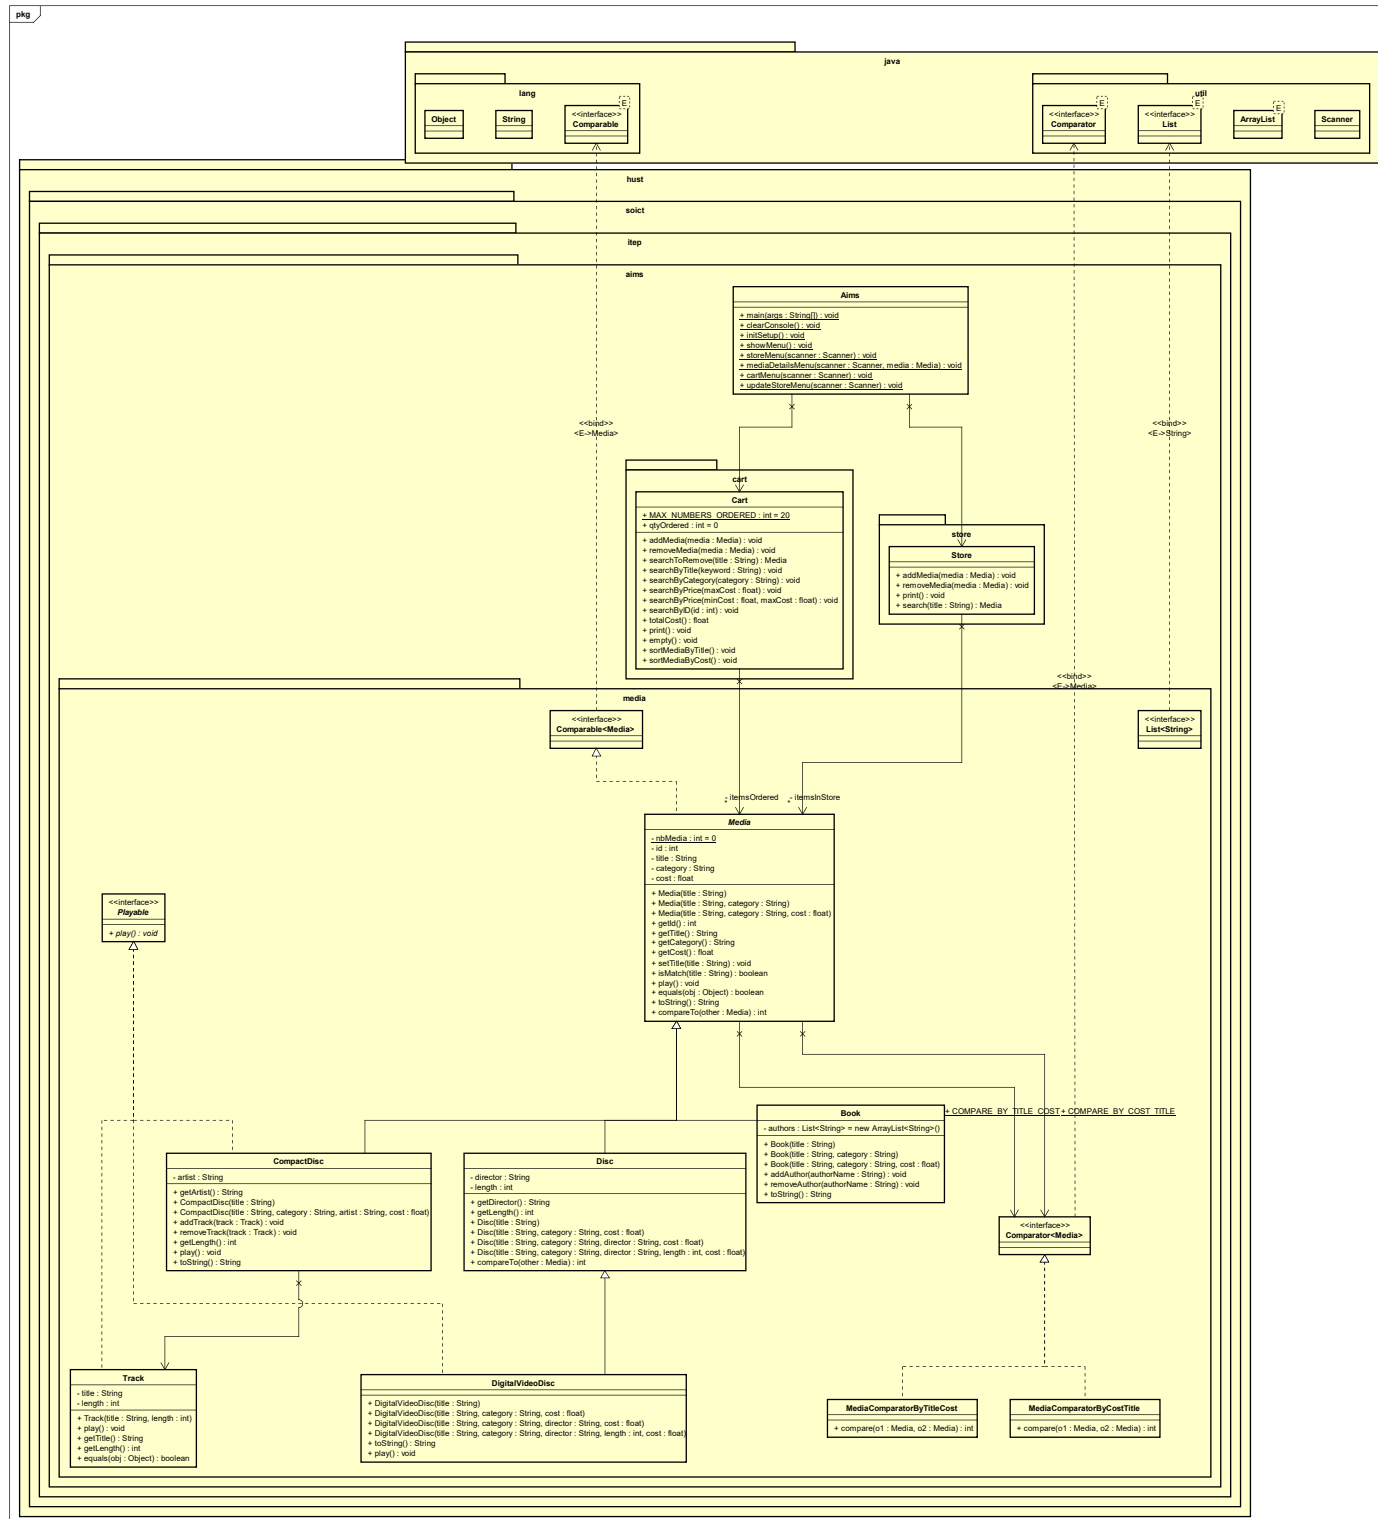 pkg
java
lang
Object
String
E
<<interface>>
Comparable
util
E
<<interface>>
Comparator
E
<<interface>>
List
E
ArrayList
Scanner
hust
soict
itep
aims
Aims
+ main(args : String[]) : void
+ clearConsole() : void
+ initSetup() : void
+ showMenu() : void
+ storeMenu(scanner : Scanner) : void
+ mediaDetailsMenu(scanner : Scanner, media : Media) : void
+ cartMenu(scanner : Scanner) : void
+ updateStoreMenu(scanner : Scanner) : void
<<bind>>
<E->Media>
<<bind>>
<E->String>
cart
Cart
+ MAX_NUMBERS_ORDERED : int = 20
+ qtyOrdered : int = 0
+ addMedia(media : Media) : void
+ removeMedia(media : Media) : void
+ searchToRemove(title : String) : Media
+ searchByTitle(keyword : String) : void
+ searchByCategory(category : String) : void
+ searchByPrice(maxCost : float) : void
+ searchByPrice(minCost : float, maxCost : float) : void
+ searchByID(id : int) : void
+ totalCost() : float
+ print() : void
+ empty() : void
+ sortMediaByTitle() : void
+ sortMediaByCost() : void
store
Store
+ addMedia(media : Media) : void
+ removeMedia(media : Media) : void
+ print() : void
+ search(title : String) : Media
<<bind>>
<E->Media>
media
<<interface>>
Comparable<Media>
<<interface>>
List<String>
- itemsOrdered
*
- itemsInStore
*
Media
- nbMedia : int = 0
- id : int
- title : String
- category : String
- cost : float
+ Media(title : String)
+ Media(title : String, category : String)
+ Media(title : String, category : String, cost : float)
+ getId() : int
+ getTitle() : String
+ getCategory() : String
+ getCost() : float
+ setTitle(title : String) : void
+ isMatch(title : String) : boolean
+ play() : void
+ equals(obj : Object) : boolean
+ toString() : String
+ compareTo(other : Media) : int
<<interface>>
Playable
+ play() : void
Book
- authors : List<String> = new ArrayList<String>()
+ Book(title : String)
+ Book(title : String, category : String)
+ Book(title : String, category : String, cost : float)
+ addAuthor(authorName : String) : void
+ removeAuthor(authorName : String) : void
+ toString() : String
+ COMPARE_BY_TITLE_COST
+ COMPARE_BY_COST_TITLE
CompactDisc
- artist : String
+ getArtist() : String
+ CompactDisc(title : String)
+ CompactDisc(title : String, category : String, artist : String, cost : float)
+ addTrack(track : Track) : void
+ removeTrack(track : Track) : void
+ getLength() : int
+ play() : void
+ toString() : String
Disc
- director : String
- length : int
+ getDirector() : String
+ getLength() : int
+ Disc(title : String)
+ Disc(title : String, category : String, cost : float)
+ Disc(title : String, category : String, director : String, cost : float)
+ Disc(title : String, category : String, director : String, length : int, cost : float)
+ compareTo(other : Media) : int
<<interface>>
Comparator<Media>
Track
- title : String
- length : int
+ Track(title : String, length : int)
+ play() : void
+ getTitle() : String
+ getLength() : int
+ equals(obj : Object) : boolean
DigitalVideoDisc
+ DigitalVideoDisc(title : String)
+ DigitalVideoDisc(title : String, category : String, cost : float)
+ DigitalVideoDisc(title : String, category : String, director : String, cost : float)
+ DigitalVideoDisc(title : String, category : String, director : String, length : int, cost : float)
+ toString() : String
+ play() : void
MediaComparatorByTitleCost
+ compare(o1 : Media, o2 : Media) : int
MediaComparatorByCostTitle
+ compare(o1 : Media, o2 : Media) : int